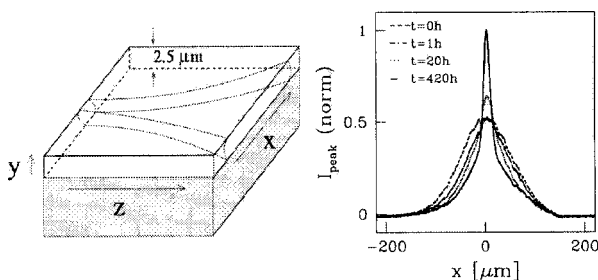 2.5 μm
y
z
x
I_peak (norm)
1
0.5
0
t=0h
t=1h
t=20h
t=420h
-200
0
200
x [μm]